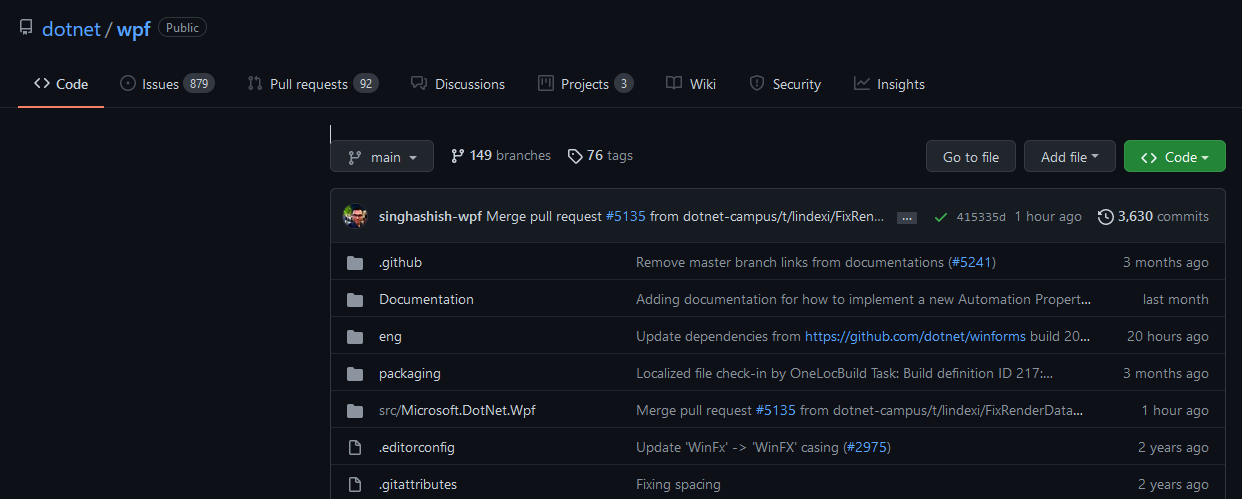 dotnet / wpf Public
Code Issues 879 Pull requests 92 Discussions Projects 3 Wiki Security Insights
main 149 branches 76 tags Go to file Add file Code
singhashish-wpf Merge pull request #5135 from dotnet-campus/t/lindexi/FixRen... ... 415335d 1 hour ago 3,630 commits
.github Remove master branch links from documentations (#5241) 3 months ago
Documentation Adding documentation for how to implement a new Automation Propert... last month
eng Update dependencies from https://github.com/dotnet/winforms build 20... 20 hours ago
packaging Localized file check-in by OneLocBuild Task: Build definition ID 217:... 3 months ago
src/Microsoft.DotNet.Wpf Merge pull request #5135 from dotnet-campus/t/lindexi/FixRenderData... 1 hour ago
.editorconfig Update 'WinFx' -> 'WinFX' casing (#2975) 2 years ago
.gitattributes Fixing spacing 2 years ago